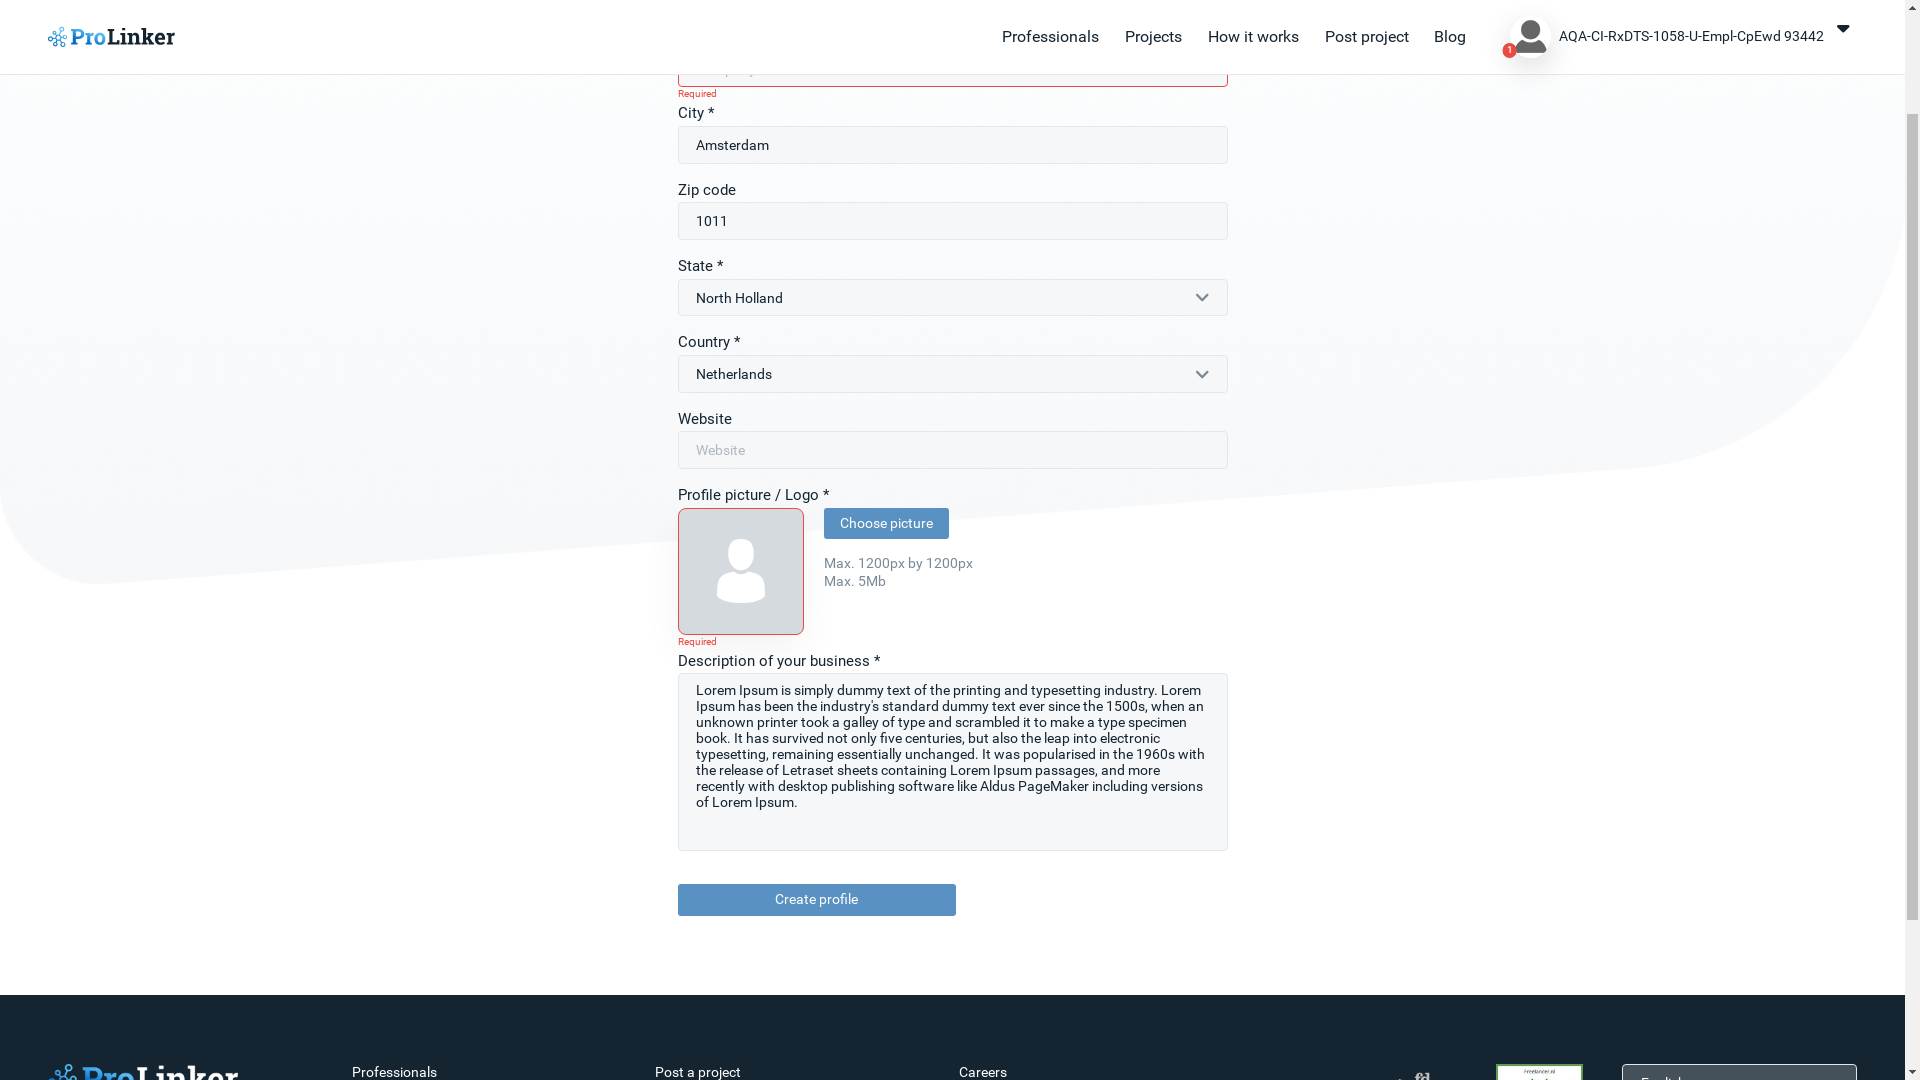 ProLinker
Professionals
Projects
How it works
Post project
Blog
1
AQA-CI-RxDTS-1058-U-Empl-CpEwd 93442
Required
City *
Amsterdam
Zip code
1011
State *
North Holland
Country *
Netherlands
Website
Website
Profile picture / Logo *
Choose picture
Max. 1200px by 1200px
Max. 5Mb
Required
Description of your business *
Lorem Ipsum is simply dummy text of the printing and typesetting industry. Lorem
Ipsum has been the industry's standard dummy text ever since the 1500s, when an
unknown printer took a galley of type and scrambled it to make a type specimen
book. It has survived not only five centuries, but also the leap into electronic
typesetting, remaining essentially unchanged. It was popularised in the 1960s with
the release of Letraset sheets containing Lorem Ipsum passages, and more
recently with desktop publishing software like Aldus PageMaker including versions
of Lorem Ipsum.
Create profile
ProLinker
Professionals
Post a project
Careers
fd
Freelancer.nl
English